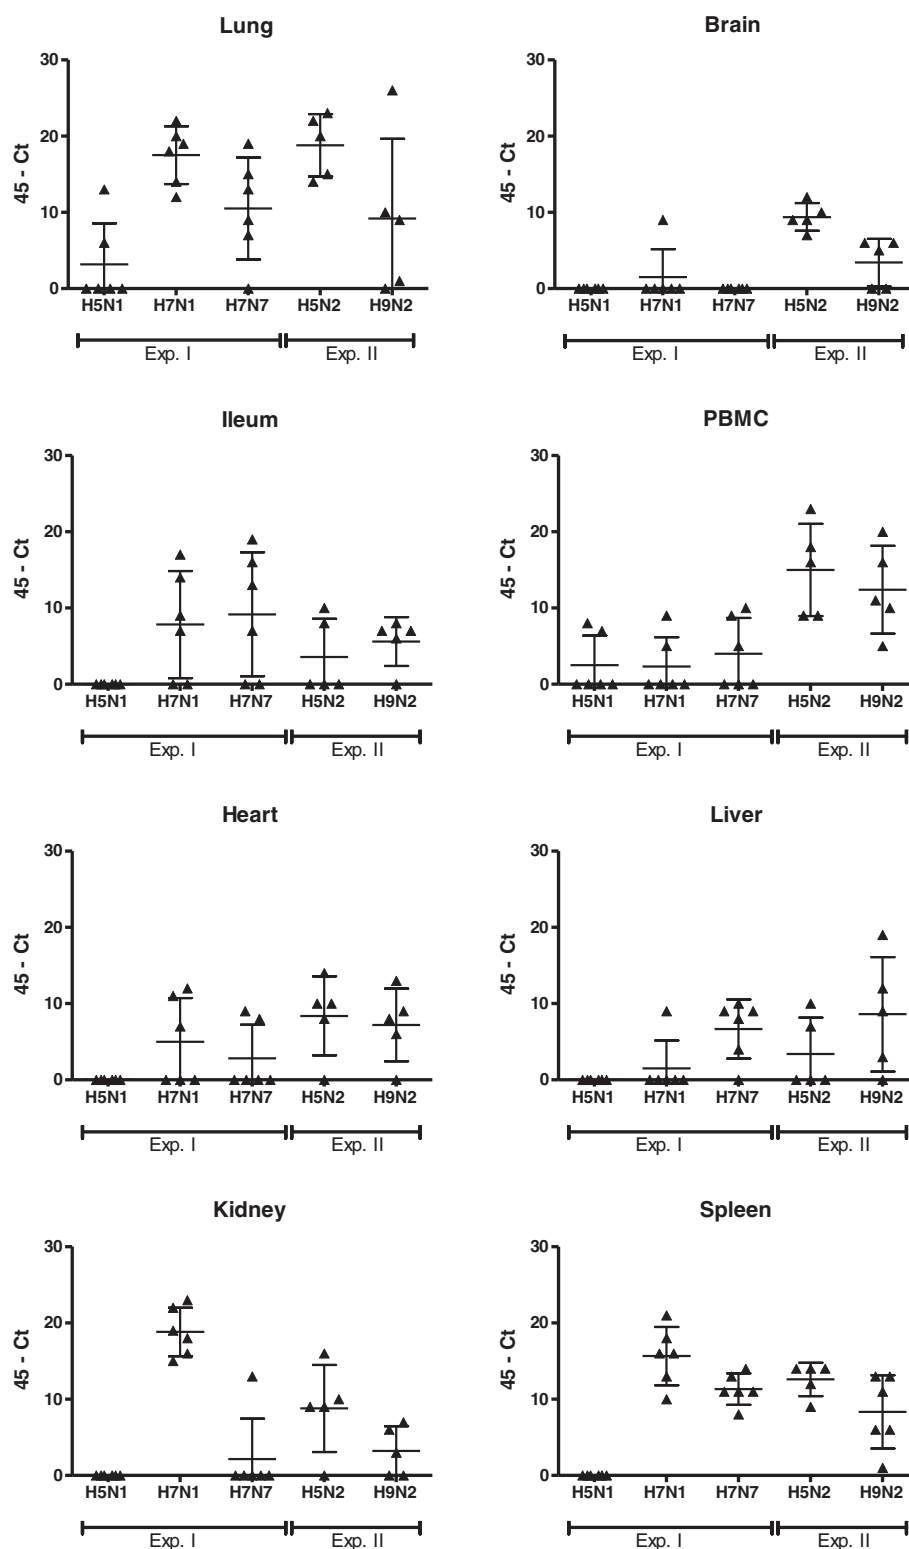 Lung
45 - Ct
30
20
10
0
H5N1 H7N1 H7N7 H5N2 H9N2
Exp. I Exp. II
Brain
45 - Ct
30
20
10
0
H5N1 H7N1 H7N7 H5N2 H9N2
Exp. I Exp. II
Ileum
45 - Ct
30
20
10
0
H5N1 H7N1 H7N7 H5N2 H9N2
Exp. I Exp. II
PBMC
45 - Ct
30
20
10
0
H5N1 H7N1 H7N7 H5N2 H9N2
Exp. I Exp. II
Heart
45 - Ct
30
20
10
0
H5N1 H7N1 H7N7 H5N2 H9N2
Exp. I Exp. II
Liver
45 - Ct
30
20
10
0
H5N1 H7N1 H7N7 H5N2 H9N2
Exp. I Exp. II
Kidney
45 - Ct
30
20
10
0
H5N1 H7N1 H7N7 H5N2 H9N2
Exp. I Exp. II
Spleen
45 - Ct
30
20
10
0
H5N1 H7N1 H7N7 H5N2 H9N2
Exp. I Exp. II